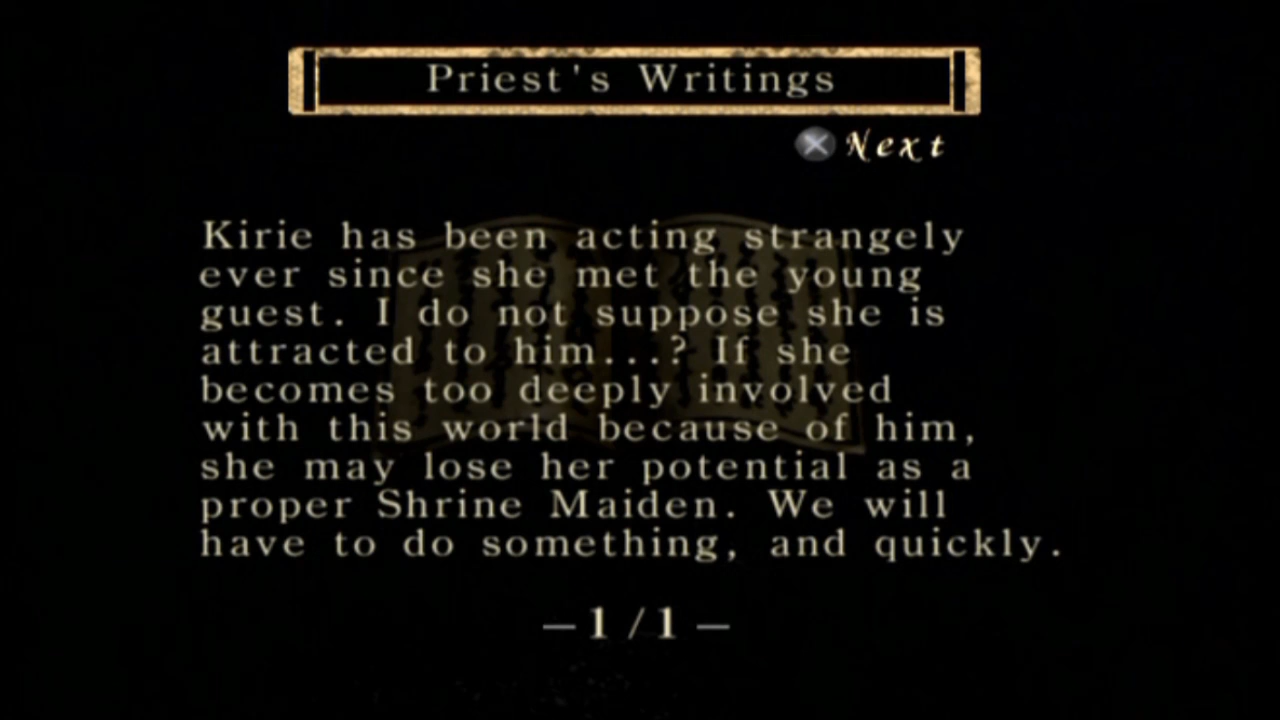 Priest's Writings
Next
Kirie has been acting strangely
ever since she met the young
guest. I do not suppose she is
attracted to him...? If she
becomes too deeply involved
with this world because of him,
she may lose her potential as a
proper Shrine Maiden. We will
have to do something, and quickly.
—1/1—